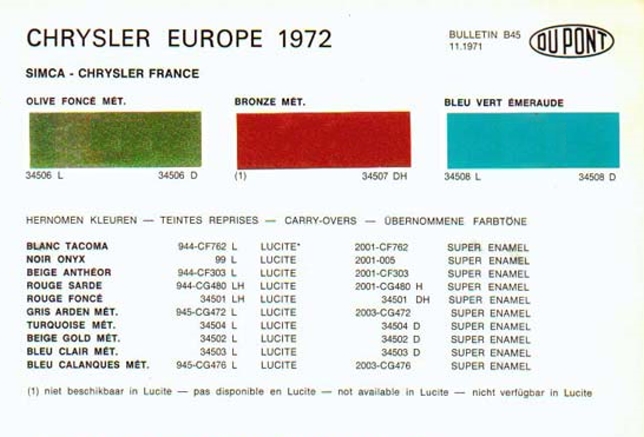 CHRYSLER EUROPE 1972
BULLETIN B45
11.1971
DU PONT
SIMCA - CHRYSLER FRANCE
OLIVE FONCÉ MÉT. BRONZE MÉT. BLEU VERT ÉMERAUDE
34506 L 34506 D (1) 34507 DH 34508 L 34508 D
HERNOMEN KLEUREN — TEINTES REPRISES — CARRY-OVERS — ÜBERNOMMENE FARBTÖNE
BLANC TACOMA 944-CF762 L LUCITE* 2001-CF762 SUPER ENAMEL
NOIR ONYX 99 L LUCITE 2001-005 SUPER ENAMEL
BEIGE ANTHÉOR 944-CF303 L LUCITE 2001-CF303 SUPER ENAMEL
ROUGE SARDE 944-CG480 LH LUCITE 2001-CG480 H SUPER ENAMEL
ROUGE FONCÉ 34501 LH LUCITE 34501 DH SUPER ENAMEL
GRIS ARDEN MÉT. 945-CG472 L LUCITE 2003-CG472 SUPER ENAMEL
TURQUOISE MÉT. 34504 L LUCITE 34504 D SUPER ENAMEL
BEIGE GOLD MÉT. 34502 L LUCITE 34502 D SUPER ENAMEL
BLEU CLAIR MÉT. 34503 L LUCITE 34503 D SUPER ENAMEL
BLEU CALANQUES MÉT. 945-CG476 L LUCITE 2003-CG476 SUPER ENAMEL
(1) niet beschikbaar in Lucite — pas disponible en Lucite — not available in Lucite — nicht verfügbar in Lucite